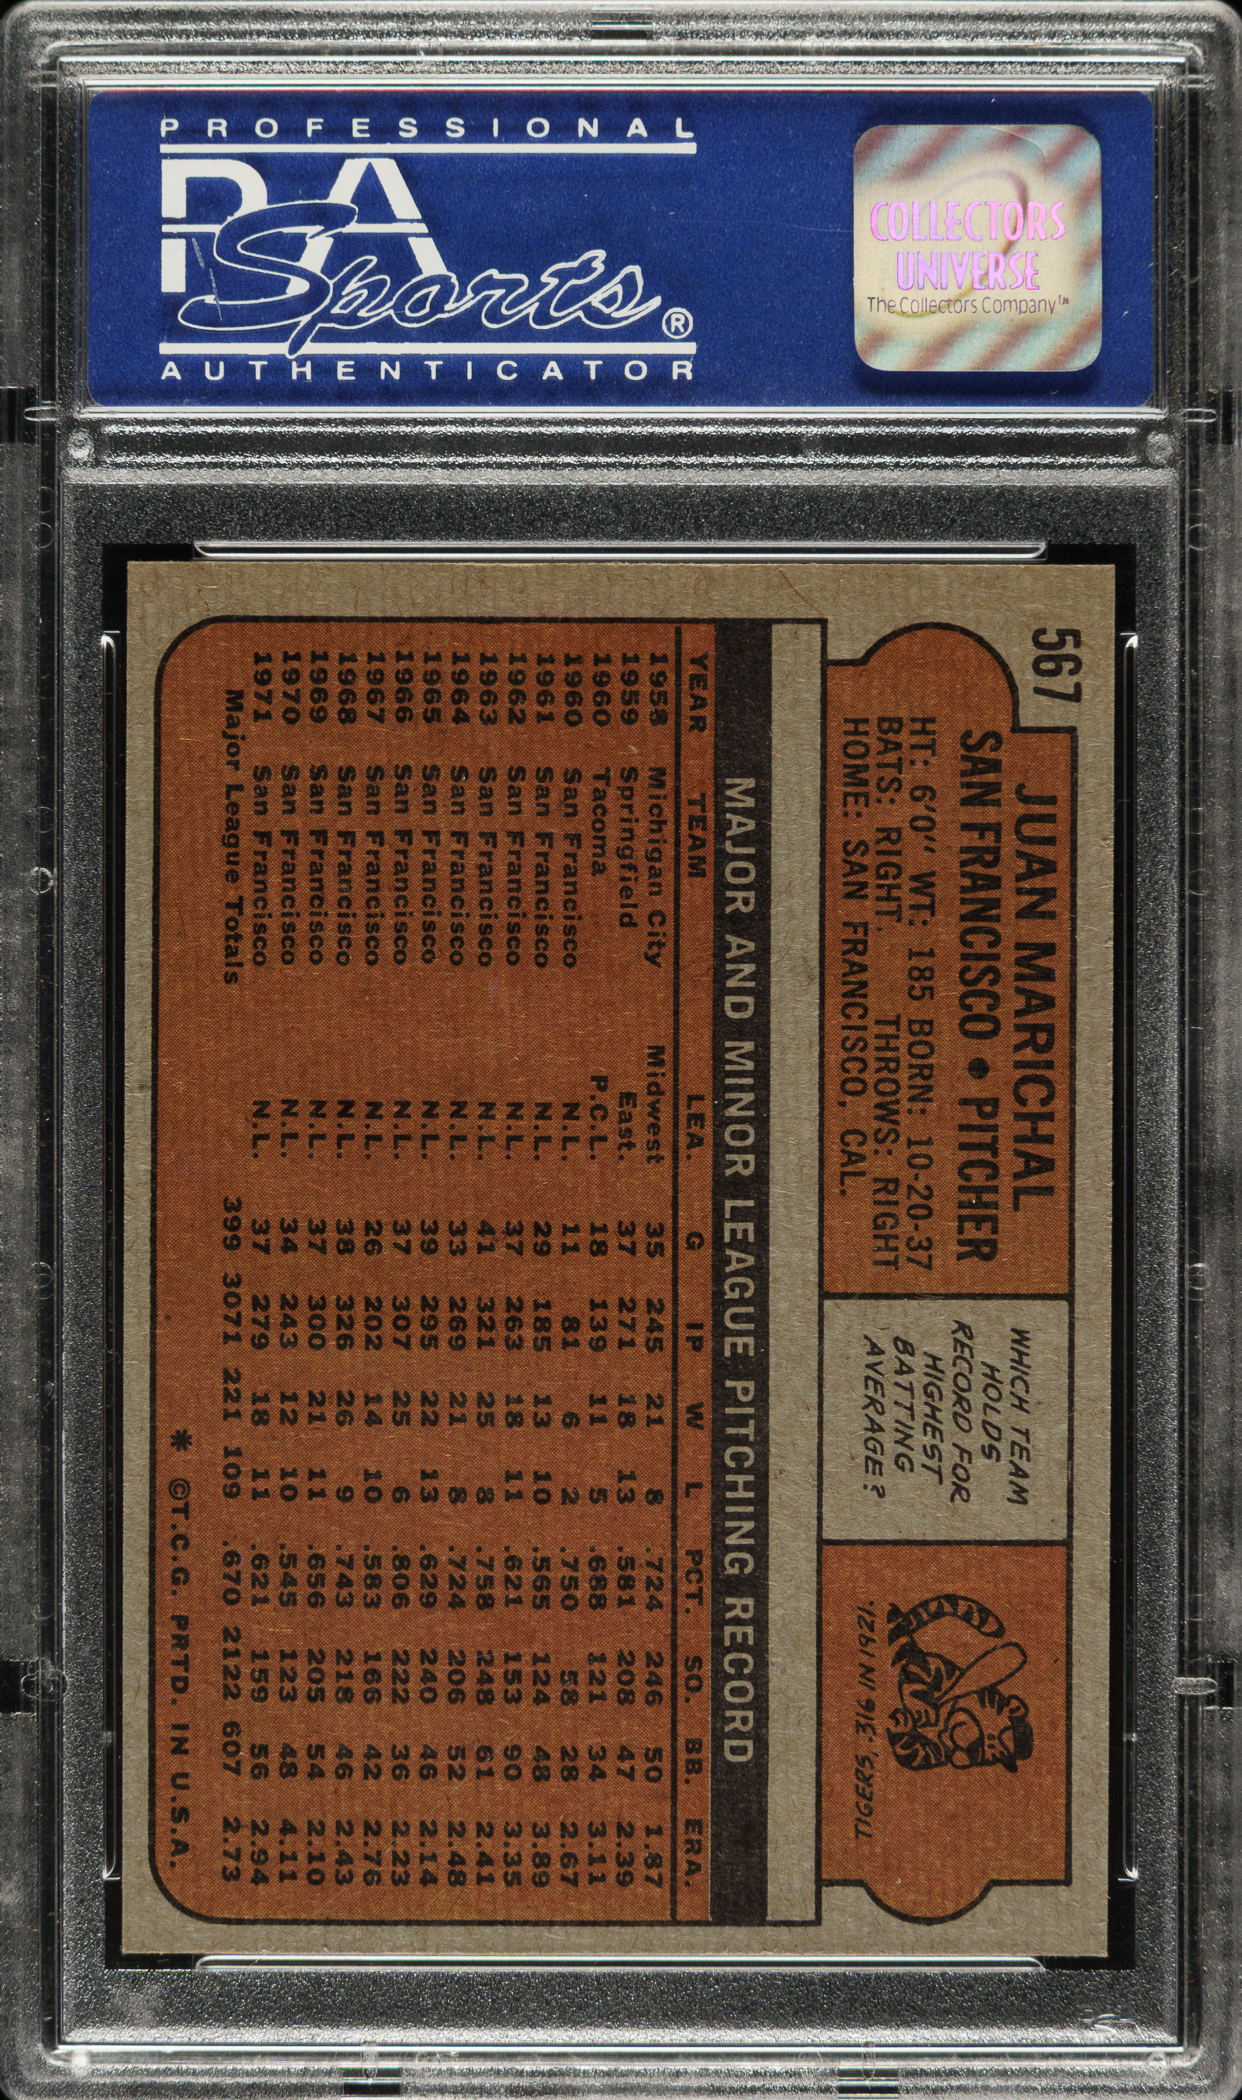 PROFESSIONAL
PSA
Sports®
AUTHENTICATOR
COLLECTORS
UNIVERSE
The Collectors Company™
567
JUAN MARICHAL
SAN FRANCISCO • PITCHER
HT: 6'0" WT: 185 BORN: 10-20-37
BATS: RIGHT. THROWS: RIGHT
HOME: SAN FRANCISCO, CAL.
WHICH TEAM
HOLDS
RECORD FOR
HIGHEST
BATTING
AVERAGE?
TIGERS, .316 IN 1921.
MAJOR AND MINOR LEAGUE PITCHING RECORD
YEAR TEAM LEA. G IP W L PCT. SO. BB. ERA.
1958 Michigan City Midwest 35 245 21 8 .724 246 50 1.87
1959 Springfield East. 37 271 18 13 .581 208 47 2.39
1960 Tacoma P.C.L. 18 139 11 5 .688 121 34 3.11
1960 San Francisco N.L. 11 81 6 2 .750 58 28 2.67
1961 San Francisco N.L. 29 185 13 10 .565 124 48 3.89
1962 San Francisco N.L. 37 263 18 11 .621 153 90 3.35
1963 San Francisco N.L. 41 321 25 8 .758 248 61 2.41
1964 San Francisco N.L. 33 269 21 8 .724 206 52 2.48
1965 San Francisco N.L. 39 295 22 13 .629 240 46 2.14
1966 San Francisco N.L. 37 307 25 6 .806 222 36 2.23
1967 San Francisco N.L. 26 202 14 10 .583 166 42 2.76
1968 San Francisco N.L. 38 326 26 9 .743 218 46 2.43
1969 San Francisco N.L. 37 300 21 11 .656 205 54 2.10
1970 San Francisco N.L. 34 243 12 10 .545 123 48 4.11
1971 San Francisco N.L. 37 279 18 11 .621 159 56 2.94
Major League Totals 399 3071 221 109 .670 2122 607 2.73
* ©T.C.G. PRTD. IN U.S.A.